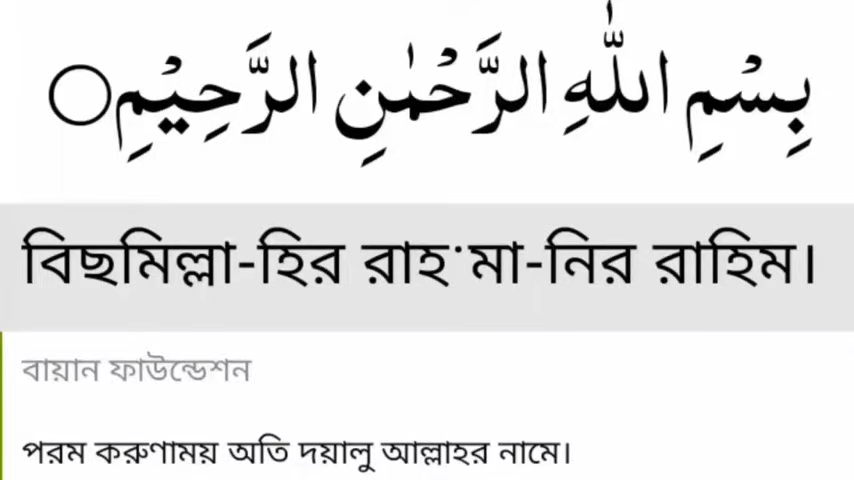 بِسْمِ اللّٰهِ الرَّحْمٰنِ الرَّحِيْمِ○
বিছমিল্লা-হির রাহ˙মা-নির রাহিম।
বায়ান ফাউন্ডেশন
পরম করুণাময় অতি দয়ালু আল্লাহর নামে।